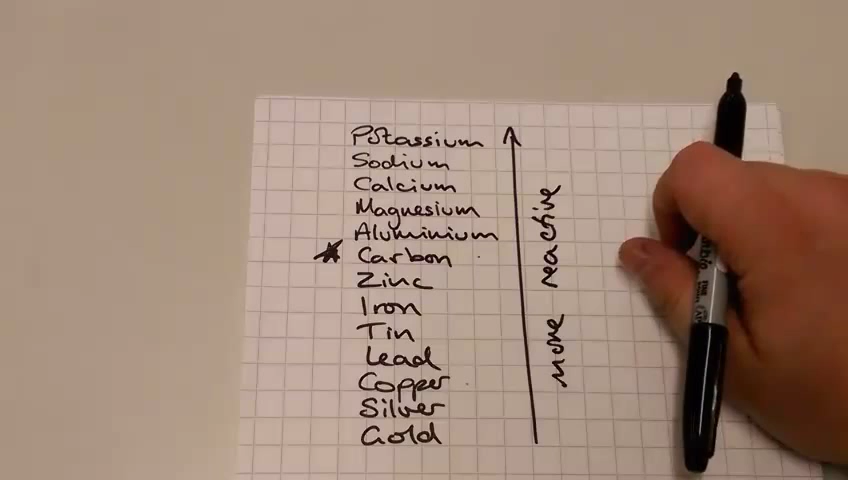 Potassium
Sodium
Calcium
Magnesium
Aluminium
Carbon
Zinc
Iron
Tin
Lead
Copper
Silver
Gold
more reactive